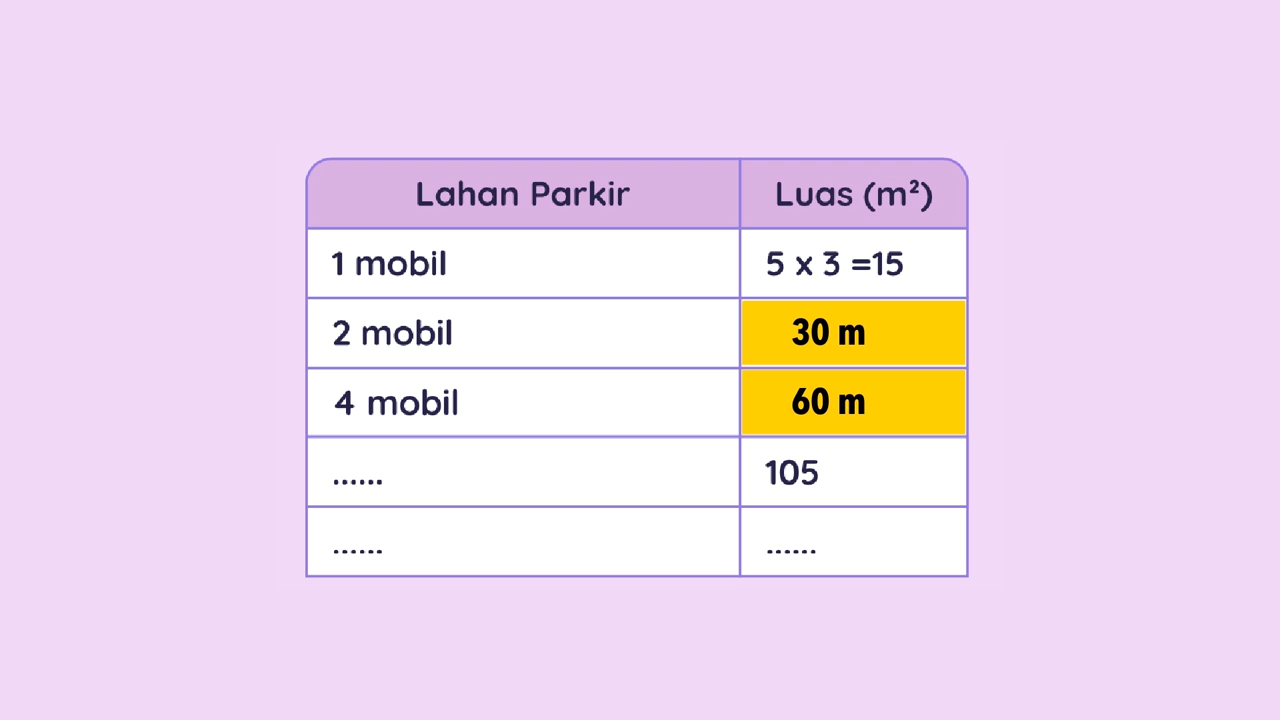 Lahan Parkir Luas (m²)
1 mobil 5 x 3 =15
2 mobil 30 m
4 mobil 60 m
...... 105
...... ......